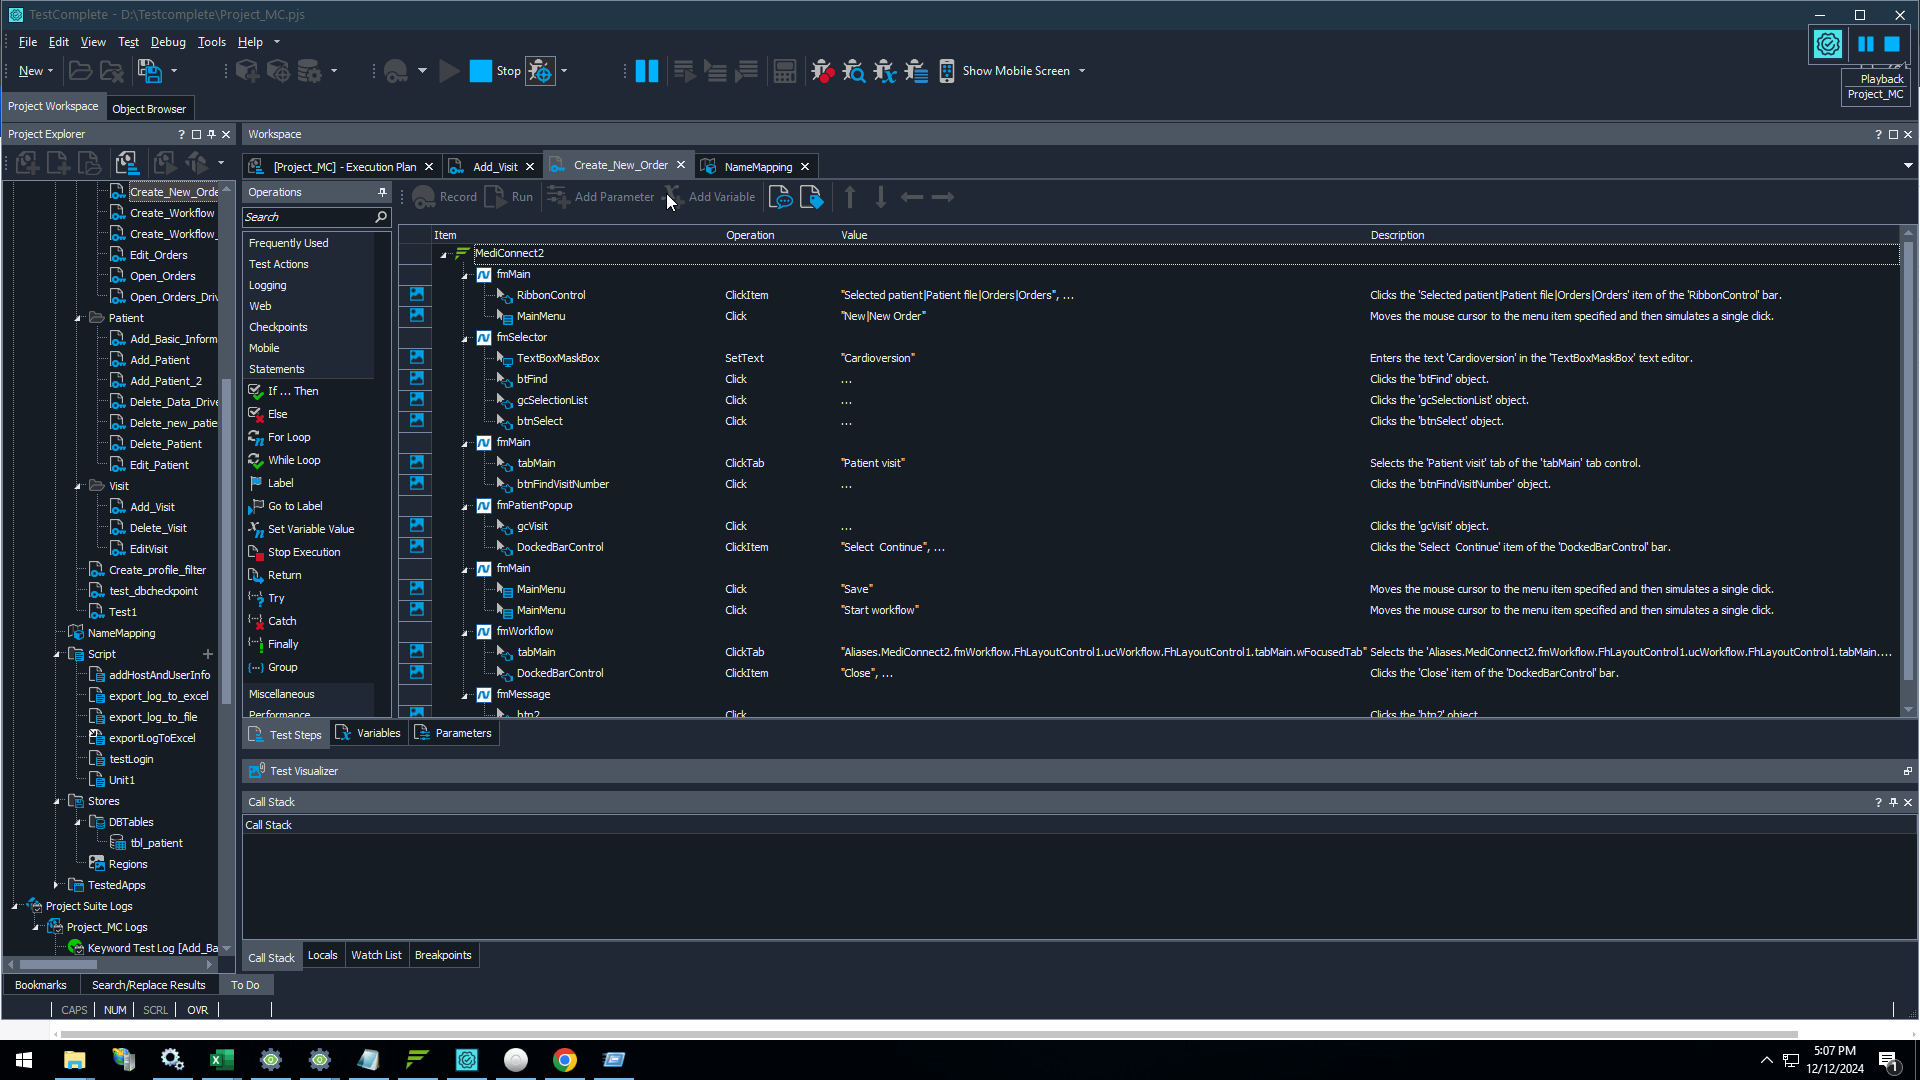 TestComplete - D:\Testcomplete\Project_MC.pjs
File Edit View Test Debug Tools Help
New Stop Show Mobile Screen
Playback
Project_MC
Project Workspace Object Browser
Project Explorer ?
Workspace ?
[Project_MC] - Execution Plan Add_Visit Create_New_Order NameMapping
Record Run Add Parameter Add Variable
Create_New_Orde
Create_Workflow
Create_Workflow_
Edit_Orders
Open_Orders
Open_Orders_Driv
Patient
Add_Basic_Inform
Add_Patient
Add_Patient_2
Delete_Data_Drive
Delete_new_patie
Delete_Patient
Edit_Patient
Visit
Add_Visit
Delete_Visit
EditVisit
Create_profile_filter
test_dbcheckpoint
Test1
NameMapping
Script
addHostAndUserInfo
export_log_to_excel
export_log_to_file
exportLogToExcel
testLogin
Unit1
Stores
DBTables
tbl_patient
Regions
TestedApps
Project Suite Logs
Project_MC Logs
Keyword Test Log [Add_Ba
Operations
Search
Frequently Used
Test Actions
Logging
Web
Checkpoints
Mobile
Statements
If ... Then
Else
For Loop
While Loop
Label
Go to Label
Set Variable Value
Stop Execution
Return
Try
Catch
Finally
Group
Miscellaneous
Performance
Item Operation Value Description
MediConnect2
fmMain
RibbonControl ClickItem "Selected patient|Patient file|Orders|Orders", ... Clicks the 'Selected patient|Patient file|Orders|Orders' item of the 'RibbonControl' bar.
MainMenu Click "New|New Order" Moves the mouse cursor to the menu item specified and then simulates a single click.
fmSelector
TextBoxMaskBox SetText "Cardioversion" Enters the text 'Cardioversion' in the 'TextBoxMaskBox' text editor.
btFind Click ... Clicks the 'btFind' object.
gcSelectionList Click ... Clicks the 'gcSelectionList' object.
btnSelect Click ... Clicks the 'btnSelect' object.
fmMain
tabMain ClickTab "Patient visit" Selects the 'Patient visit' tab of the 'tabMain' tab control.
btnFindVisitNumber Click ... Clicks the 'btnFindVisitNumber' object.
fmPatientPopup
gcVisit Click ... Clicks the 'gcVisit' object.
DockedBarControl ClickItem "Select Continue", ... Clicks the 'Select Continue' item of the 'DockedBarControl' bar.
fmMain
MainMenu Click "Save" Moves the mouse cursor to the menu item specified and then simulates a single click.
MainMenu Click "Start workflow" Moves the mouse cursor to the menu item specified and then simulates a single click.
fmWorkflow
tabMain ClickTab "Aliases.MediConnect2.fmWorkflow.FhLayoutControl1.ucWorkflow.FhLayoutControl1.tabMain.wFocusedTab" Selects the 'Aliases.MediConnect2.fmWorkflow.FhLayoutControl1.ucWorkflow.FhLayoutControl1.tabMain....
DockedBarControl ClickItem "Close", ... Clicks the 'Close' item of the 'DockedBarControl' bar.
fmMessage
btn2 Click Clicks the 'btn2' object.
Test Steps Variables Parameters
Test Visualizer
Call Stack ?
Call Stack
Call Stack Locals Watch List Breakpoints
Bookmarks Search/Replace Results To Do
CAPS NUM SCRL OVR
5:07 PM
12/12/2024
1